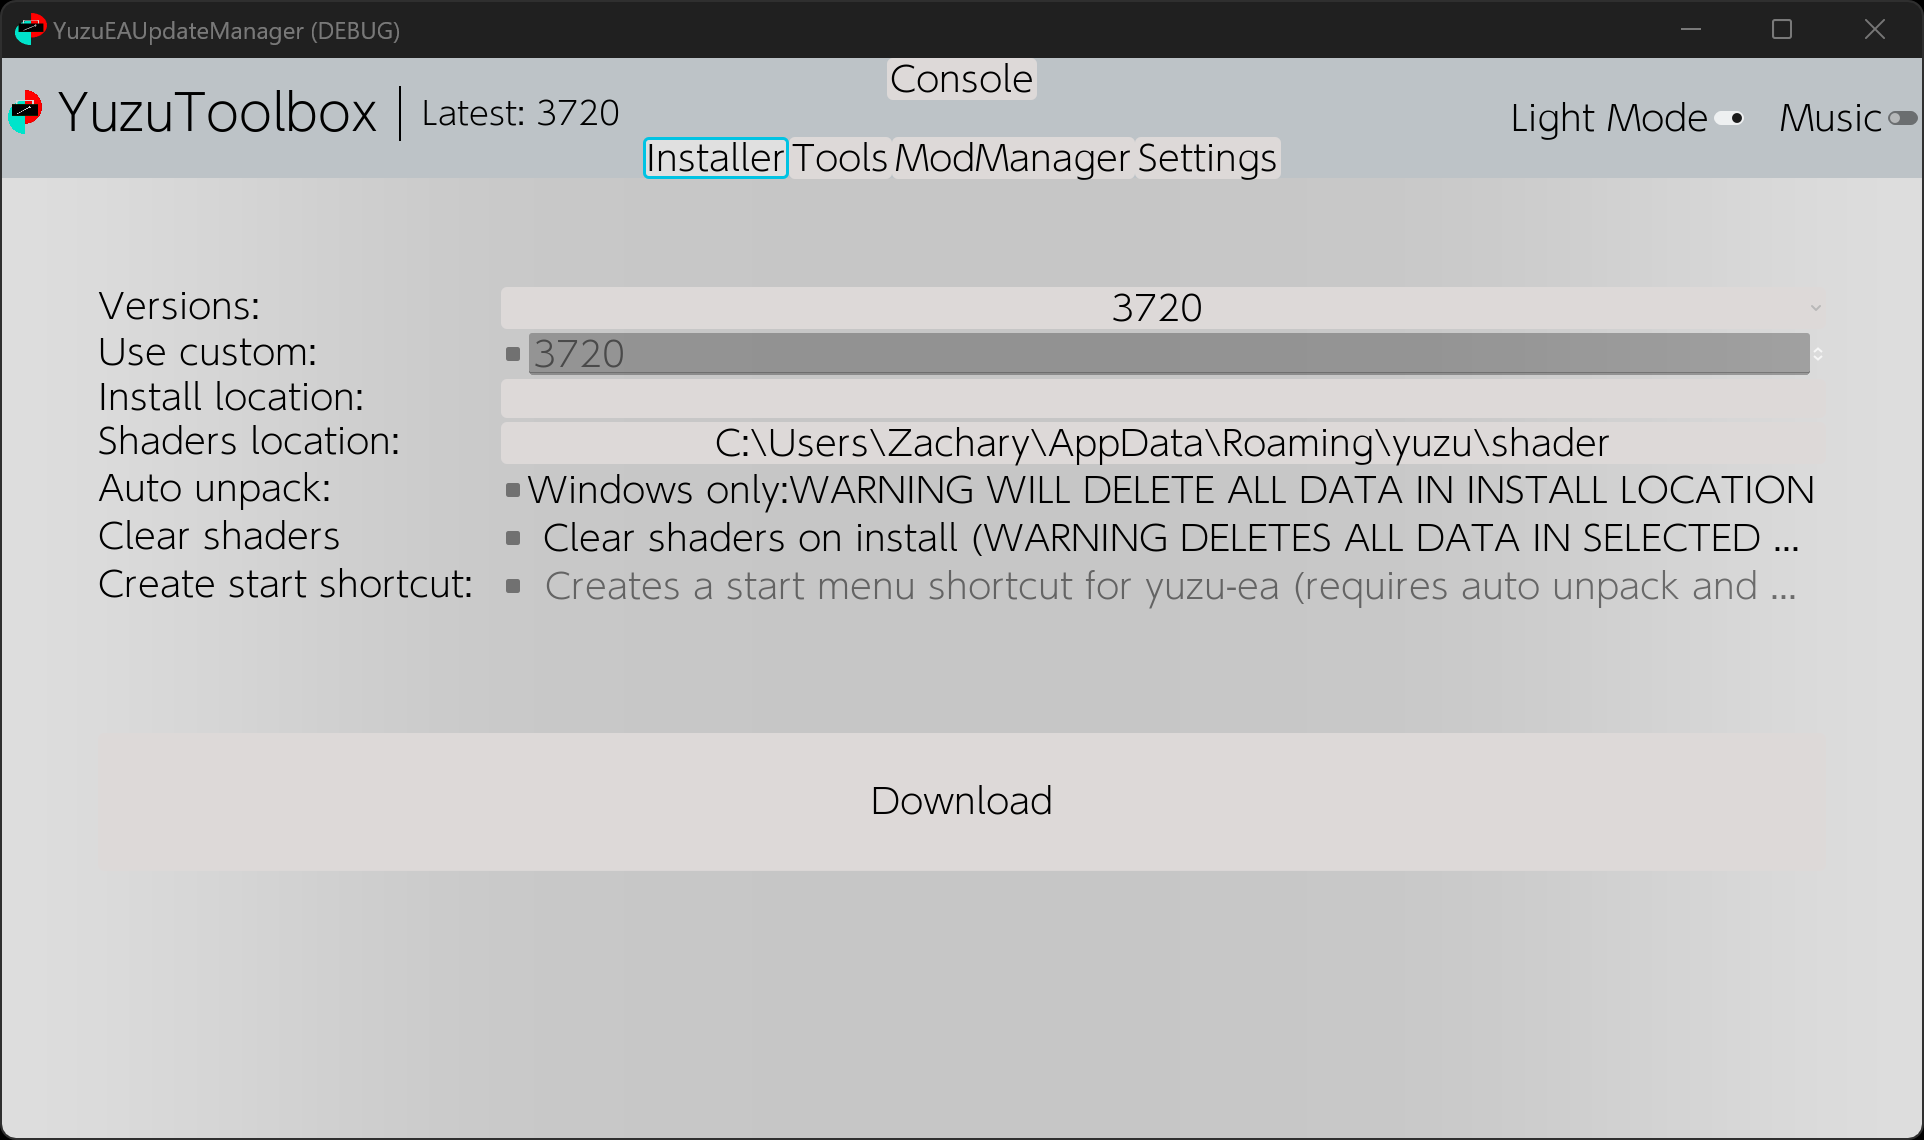 YuzuEAUpdateManager (DEBUG)
Console
YuzuToolbox | Latest: 3720
Light Mode
Music
Installer Tools ModManager Settings
Versions: 3720
Use custom: 3720
Install location:
Shaders location: C:\Users\Zachary\AppData\Roaming\yuzu\shader
Auto unpack: Windows only:WARNING WILL DELETE ALL DATA IN INSTALL LOCATION
Clear shaders Clear shaders on install (WARNING DELETES ALL DATA IN SELECTED ...
Create start shortcut: Creates a start menu shortcut for yuzu-ea (requires auto unpack and ...
Download